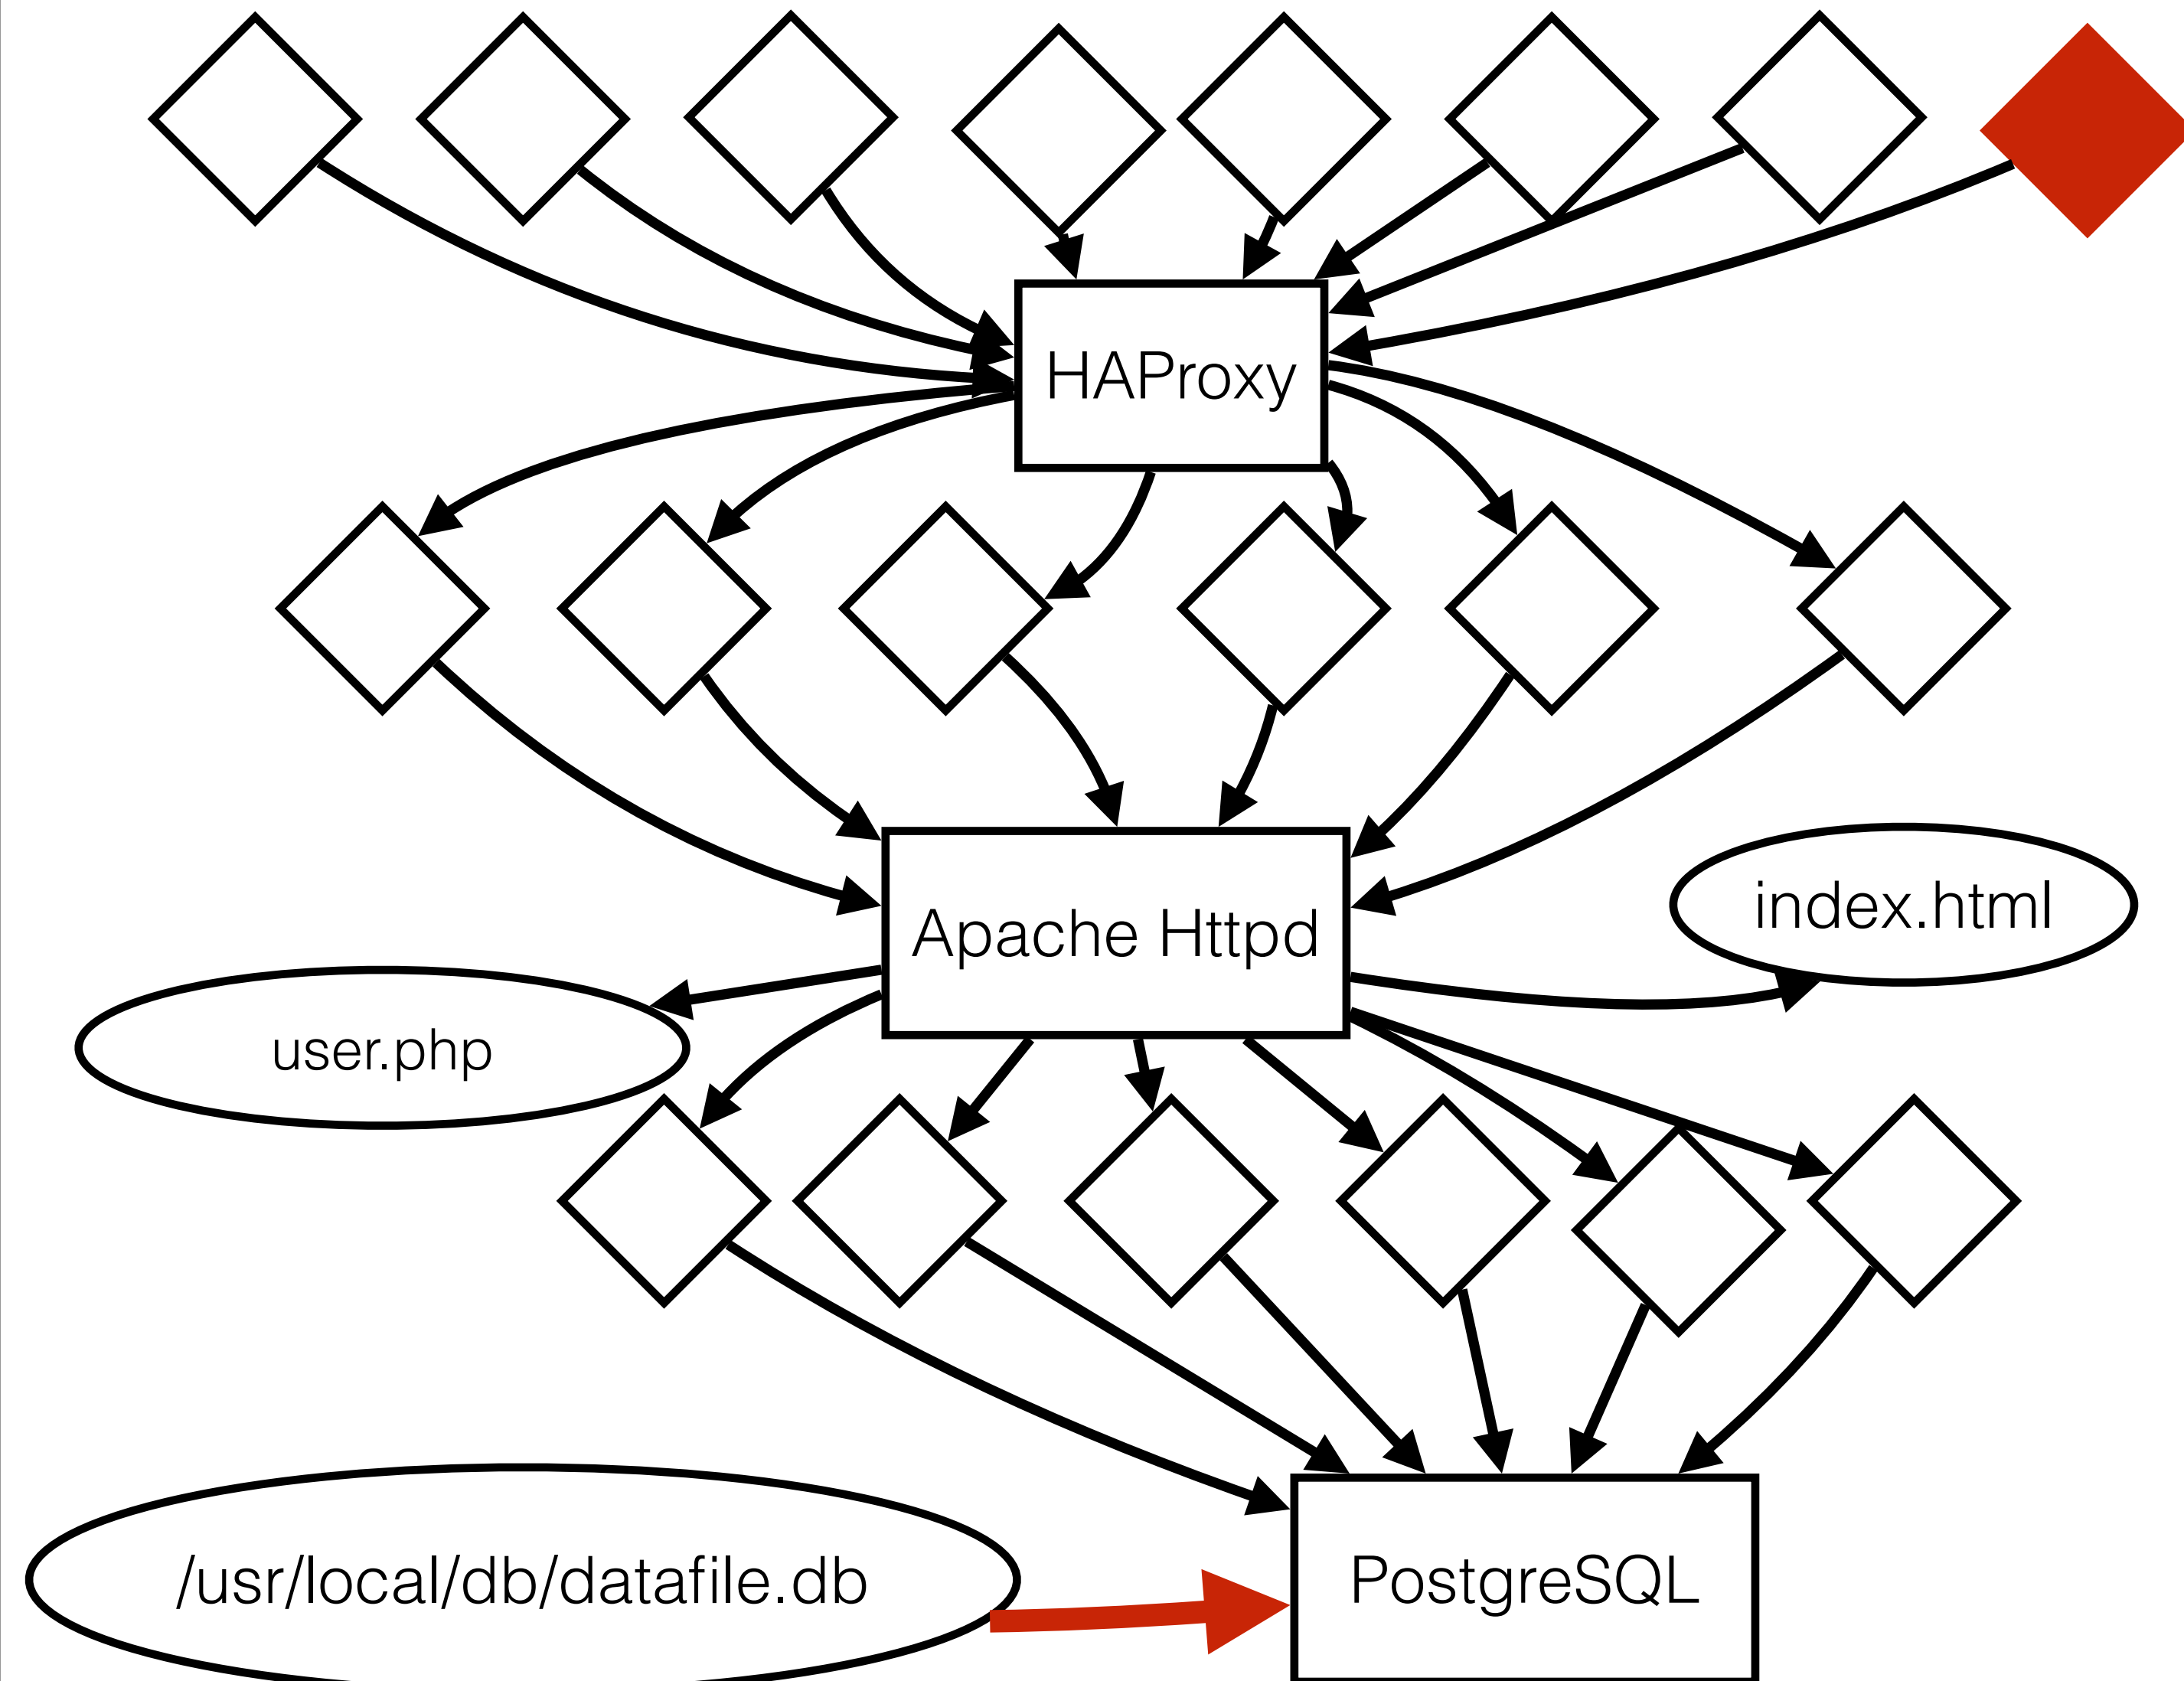 HAProxy
index.html
Apache Httpd
user.php
/usr/local/db/datafile.db
PostgreSQL